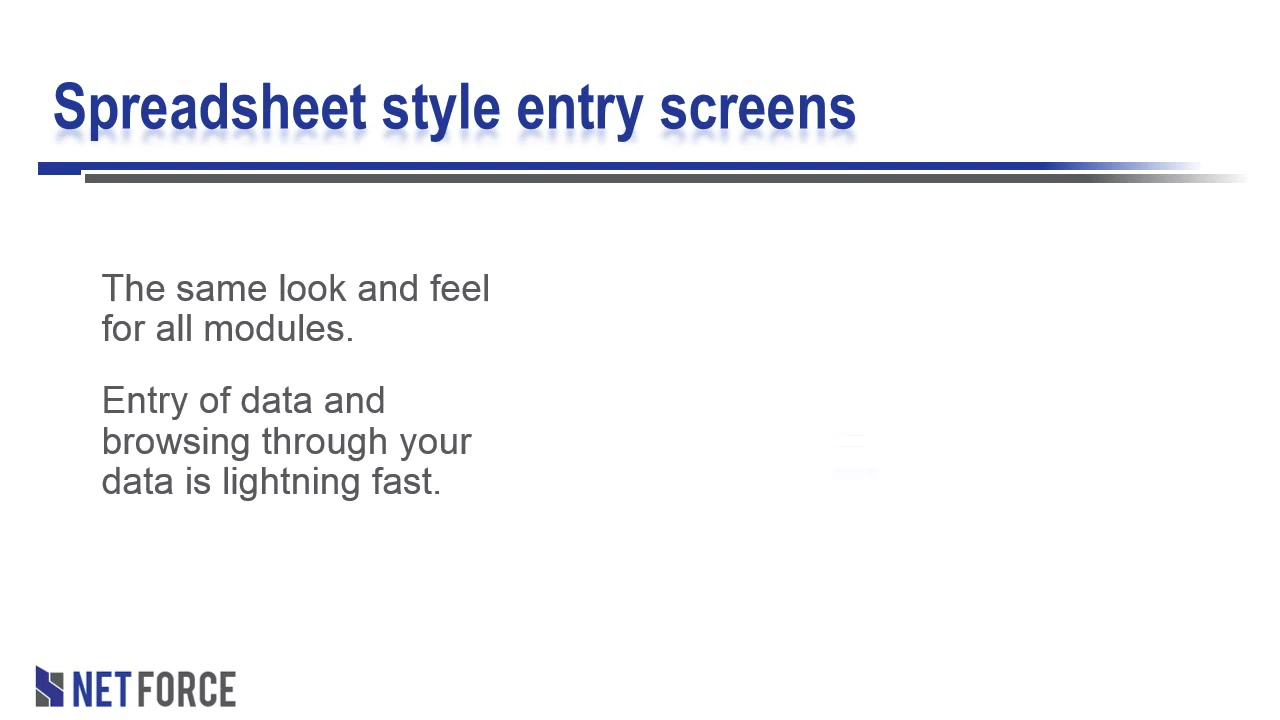 Spreadsheet style entry screens
The same look and feel
for all modules.
Entry of data and
browsing through your
data is lightning fast.
NETFORCE